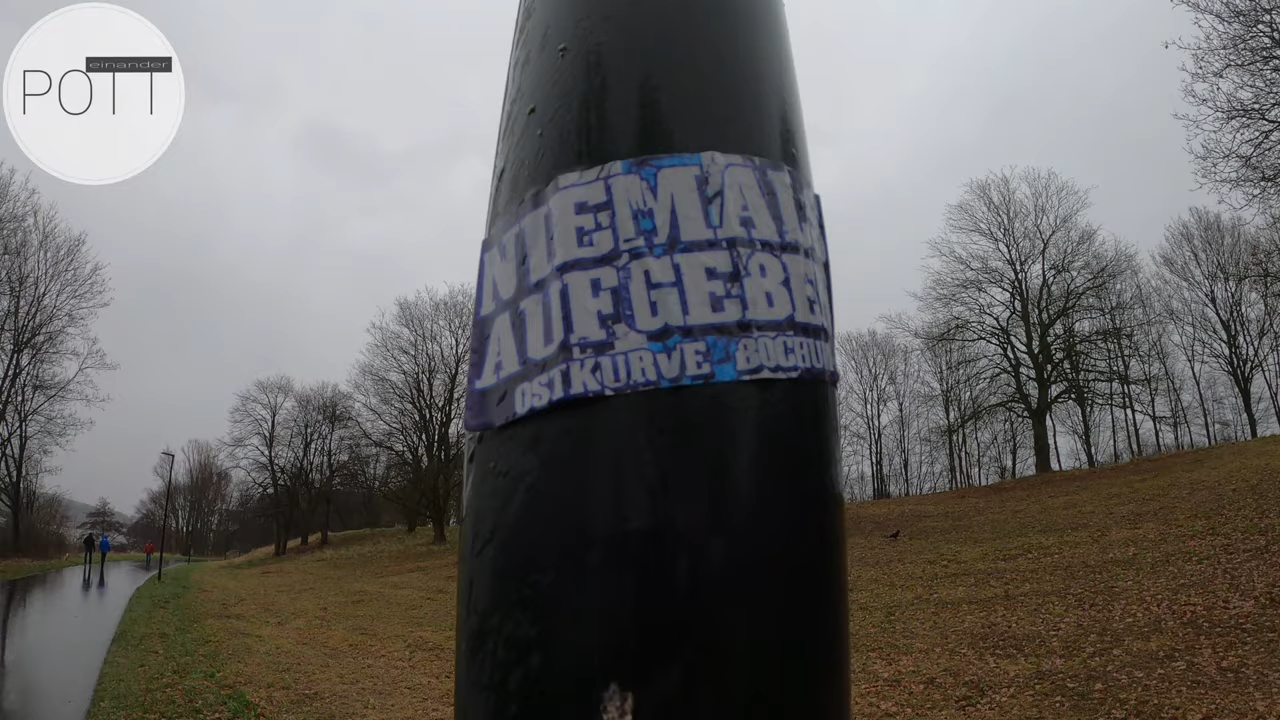 einander
POTT
NIEMALS
AUFGEBEN
OSTKURVE BOCHUM